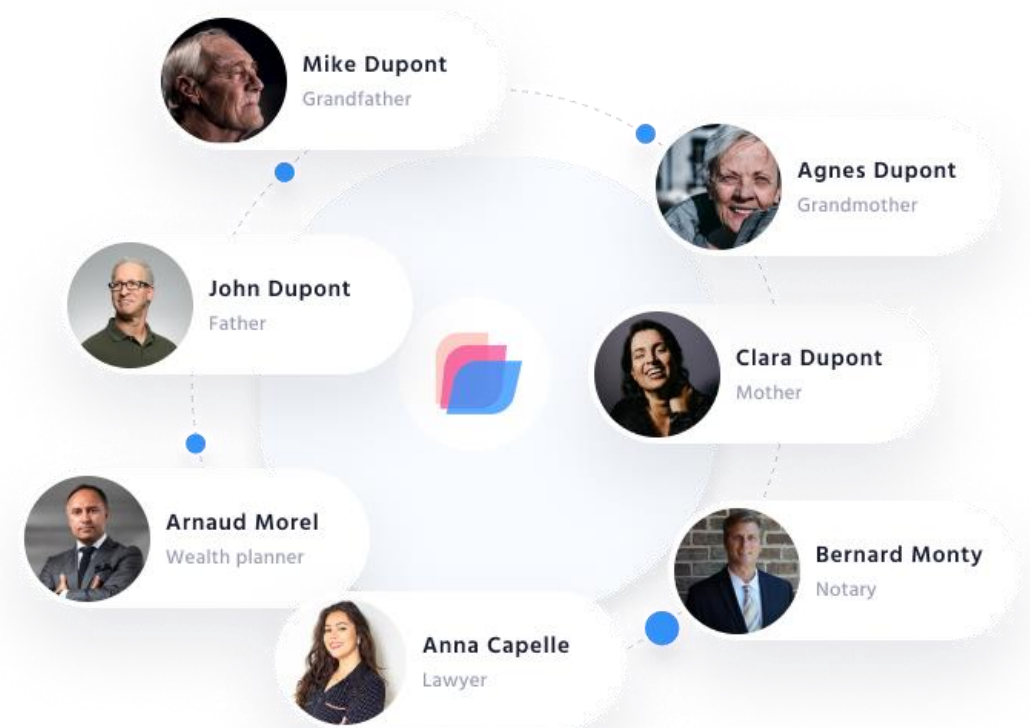 Mike Dupont
Grandfather
Agnes Dupont
Grandmother
John Dupont
Father
Clara Dupont
Mother
Arnaud Morel
Wealth planner
Bernard Monty
Notary
Anna Capelle
Lawyer